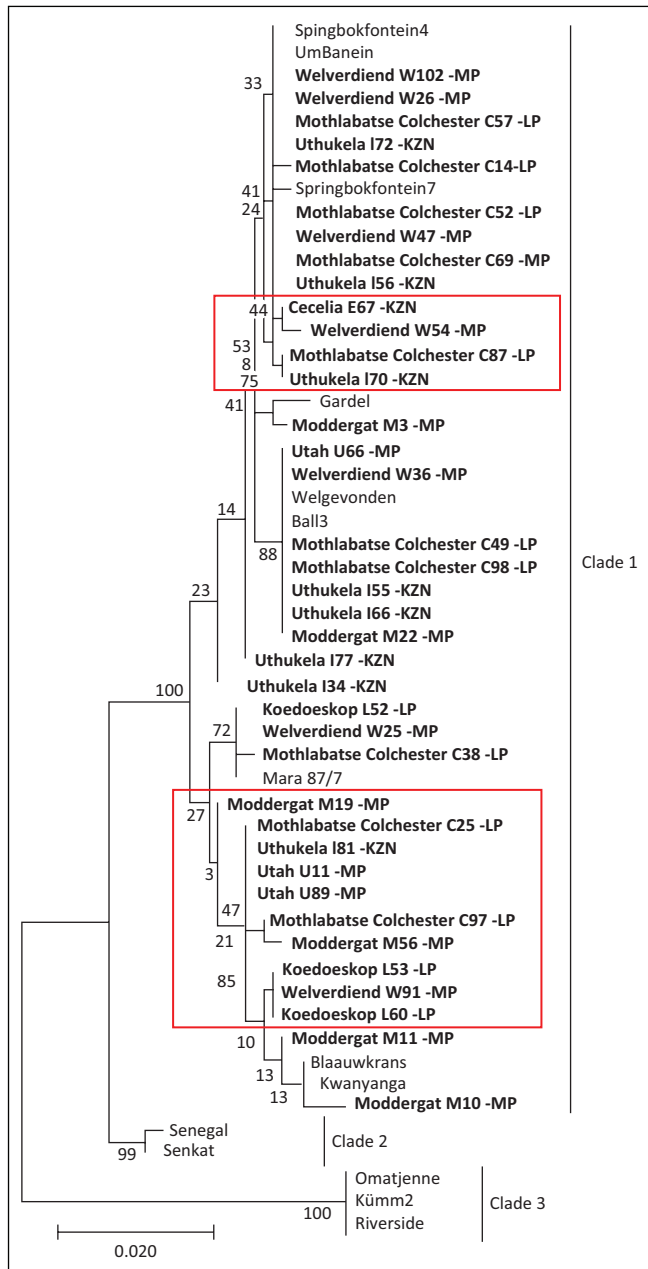 Spingbokfontein4
UmBanein
33
Welverdiend W102 -MP
Welverdiend W26 -MP
Mothlabatse Colchester C57 -LP
Uthukela l72 -KZN
Mothlabatse Colchester C14-LP
41
Springbokfontein7
24
Mothlabatse Colchester C52 -LP
Welverdiend W47 -MP
Mothlabatse Colchester C69 -MP
Uthukela l56 -KZN
44
Cecelia E67 -KZN
Welverdiend W54 -MP
53
Mothlabatse Colchester C87 -LP
8
75
Uthukela l70 -KZN
41
Gardel
Moddergat M3 -MP
Utah U66 -MP
Welverdiend W36 -MP
Welgevonden
14
Ball3
Mothlabatse Colchester C49 -LP
88
Mothlabatse Colchester C98 -LP
Clade 1
23
Uthukela I55 -KZN
Uthukela I66 -KZN
Moddergat M22 -MP
Uthukela I77 -KZN
100
Uthukela I34 -KZN
Koedoeskop L52 -LP
72
Welverdiend W25 -MP
Mothlabatse Colchester C38 -LP
Mara 87/7
27
Moddergat M19 -MP
Mothlabatse Colchester C25 -LP
Uthukela l81 -KZN
3
Utah U11 -MP
Utah U89 -MP
47
Mothlabatse Colchester C97 -LP
21
Moddergat M56 -MP
85
Koedoeskop L53 -LP
Welverdiend W91 -MP
Koedoeskop L60 -LP
10
Moddergat M11 -MP
13
Blaauwkrans
Kwanyanga
13
Moddergat M10 -MP
Senegal
99
Senkat
Clade 2
Omatjenne
100
Kümm2
Clade 3
Riverside
0.020